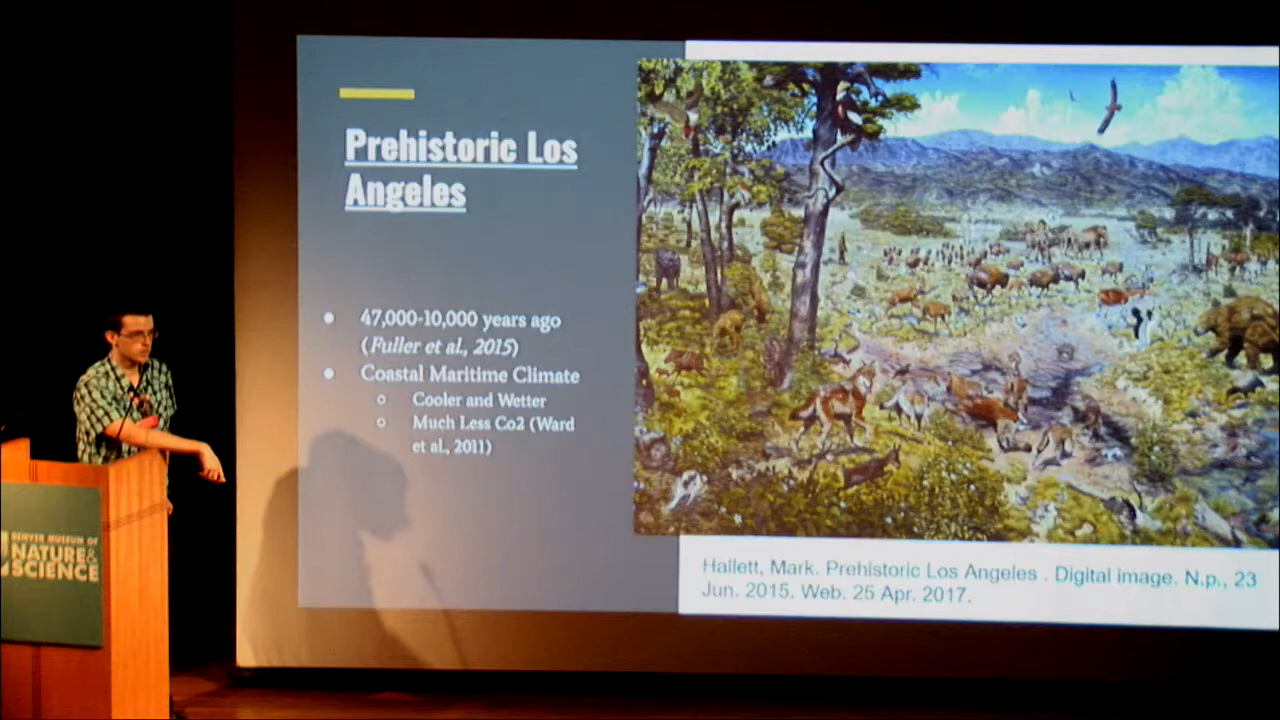 Prehistoric Los
Angeles
47,000-10,000 years ago
(Fuller et al., 2015)
Coastal Maritime Climate
Cooler and Wetter
Much Less Co2 (Ward
et al., 2011)
Hallett, Mark. Prehistoric Los Angeles . Digital image. N.p., 23
Jun. 2015. Web. 25 Apr. 2017.
DENVER MUSEUM OF
NATURE &
SCIENCE